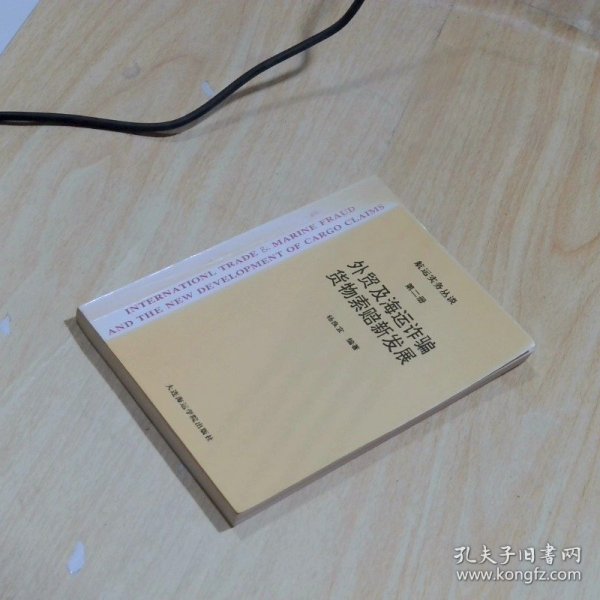 INTERNATIONL TRADE & MARINE FRAUD
AND THE NEW DEVELOPMENT OF CARGO CLAIMS
航运实务丛谈
第二册
外贸及海运诈骗
货物索赔新发展
杨良宜 编著
大连海运学院出版社
孔夫子旧书网
www.kongfz.com